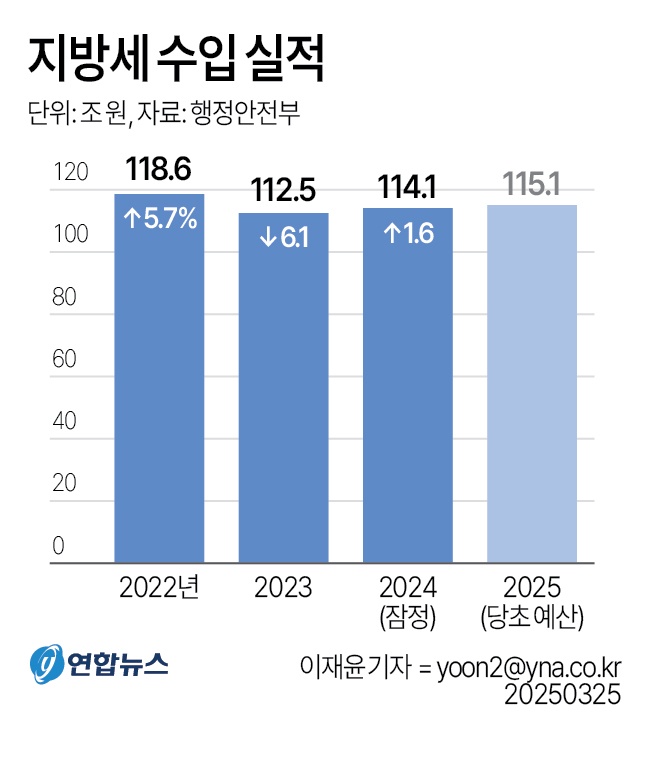 지방세 수입 실적
단위: 조 원, 자료: 행정안전부
120
100
80
60
40
20
0
118.6
↑5.7%
112.5
↓6.1
114.1
↑1.6
115.1
2022년
2023
2024
(잠정)
2025
(당초 예산)
y 연합뉴스
이재윤 기자 = yoon2@yna.co.kr
20250325